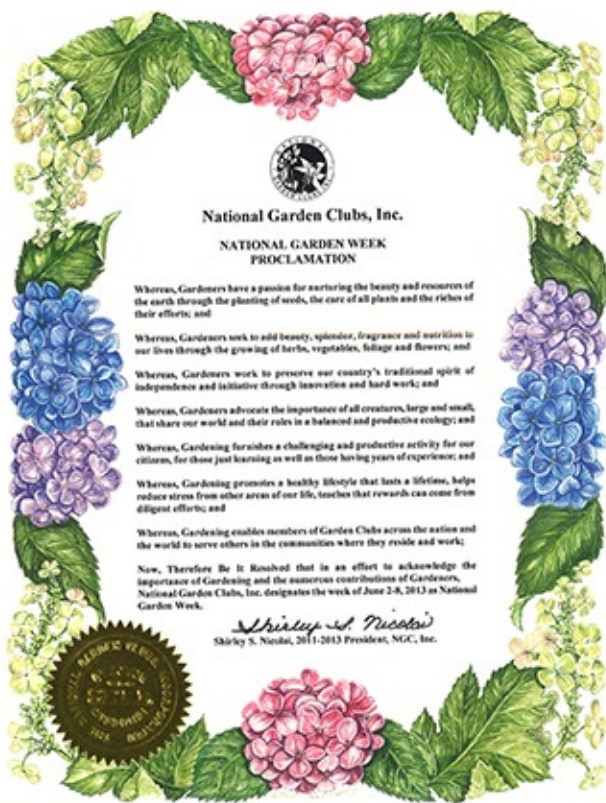 NATIONAL
National Garden Clubs, Inc.
NATIONAL GARDEN WEEK
PROCLAMATION
Whereas, Gardeners have a passion for nurturing the beauty and resources of
the earth through the planting of seeds, the care of all plants and the riches of
their efforts; and
Whereas, Gardeners seek to add beauty, splendor, fragrance and nutrition to
our lives through the growing of herbs, vegetables, foliage and flowers; and
Whereas, Gardeners work to preserve our country's traditional spirit of
independence and initiative through innovation and hard work; and
Whereas, Gardeners advocate the importance of all creatures, large and small,
that share our world and their roles in a balanced and productive ecology; and
Whereas, Gardening furnishes a challenging and productive activity for our
citizens, for those just learning as well as those having years of experience; and
Whereas, Gardening promotes a healthy lifestyle that lasts a lifetime, helps
reduce stress from other areas of our life, teaches that rewards can come from
diligent efforts; and
Whereas, Gardening enables members of Garden Clubs across the nation and
the world to serve others in the communities where they reside and work;
Now, Therefore Be It Resolved that in an effort to acknowledge the
importance of Gardening and the numerous contributions of Gardeners,
National Garden Clubs, Inc. designates the week of June 2-8, 2013 as National
Garden Week.
Shirley S. Nicolai
Shirley S. Nicolai, 2011-2013 President, NGC, Inc.